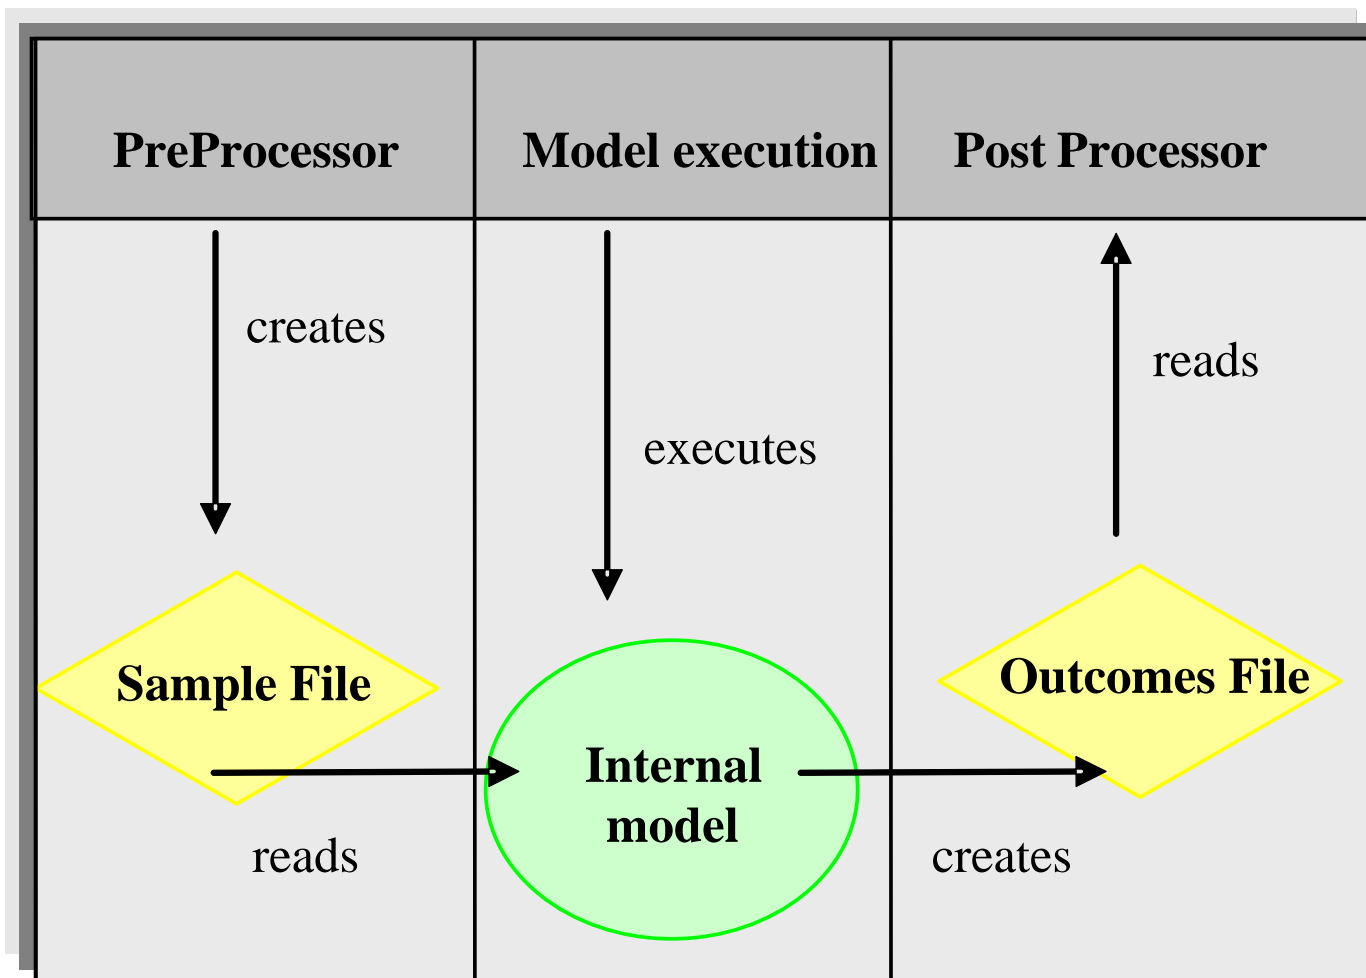 PreProcessor
Model execution
Post Processor
creates
executes
reads
Sample File
Internal
model
Outcomes File
reads
creates